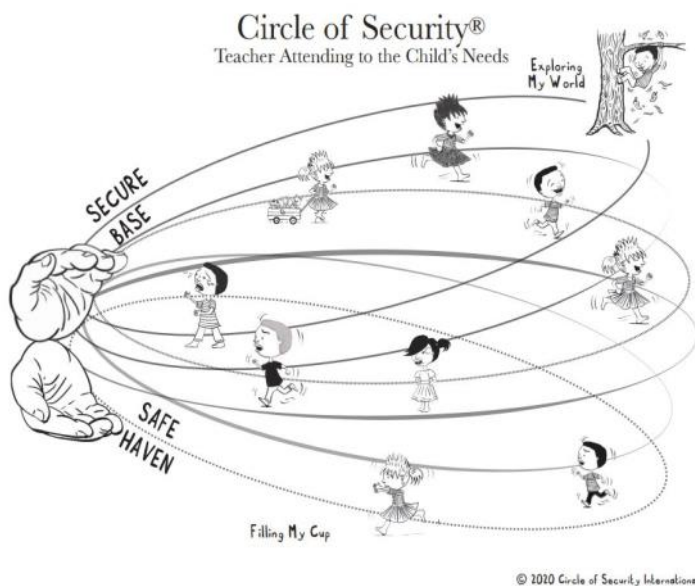 Circle of Security®
Teacher Attending to the Child's Needs
Exploring
My World
SECURE
BASE
SAFE
HAVEN
Filling My Cup
© 2020 Circle of Security International